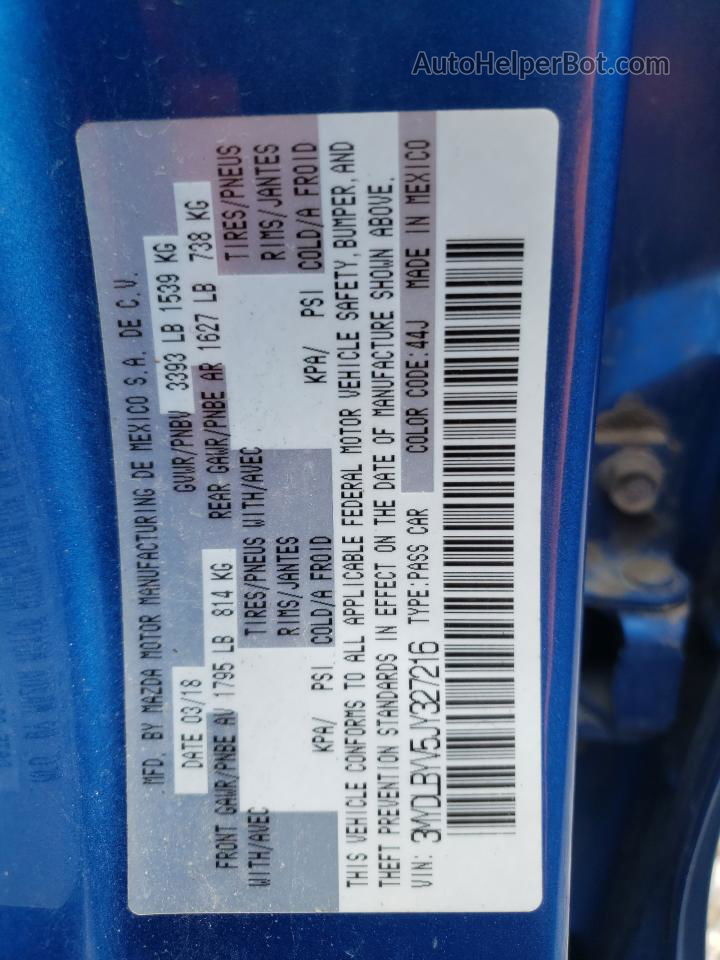 AutoHelperBot.com
MFD. BY MAZDA MOTOR MANUFACTURING DE MEXICO S.A. DE C.V.
DATE 03/18 GVWR/PNBV 3393 LB 1539 KG
FRONT GAWR/PNBE AV 1795 LB 814 KG REAR GAWR/PNBE AR 1627 LB 738 KG
WITH/AVEC TIRES/PNEUS WITH/AVEC TIRES/PNEUS
RIMS/JANTES RIMS/JANTES
KPA/ PSI COLD/A FROID KPA/ PSI COLD/A FROID
THIS VEHICLE CONFORMS TO ALL APPLICABLE FEDERAL MOTOR VEHICLE SAFETY, BUMPER, AND
THEFT PREVENTION STANDARDS IN EFFECT ON THE DATE OF MANUFACTURE SHOWN ABOVE.
VIN: 3MYDLBYV5JY327216 TYPE:PASS CAR COLOR CODE:44J MADE IN MEXICO